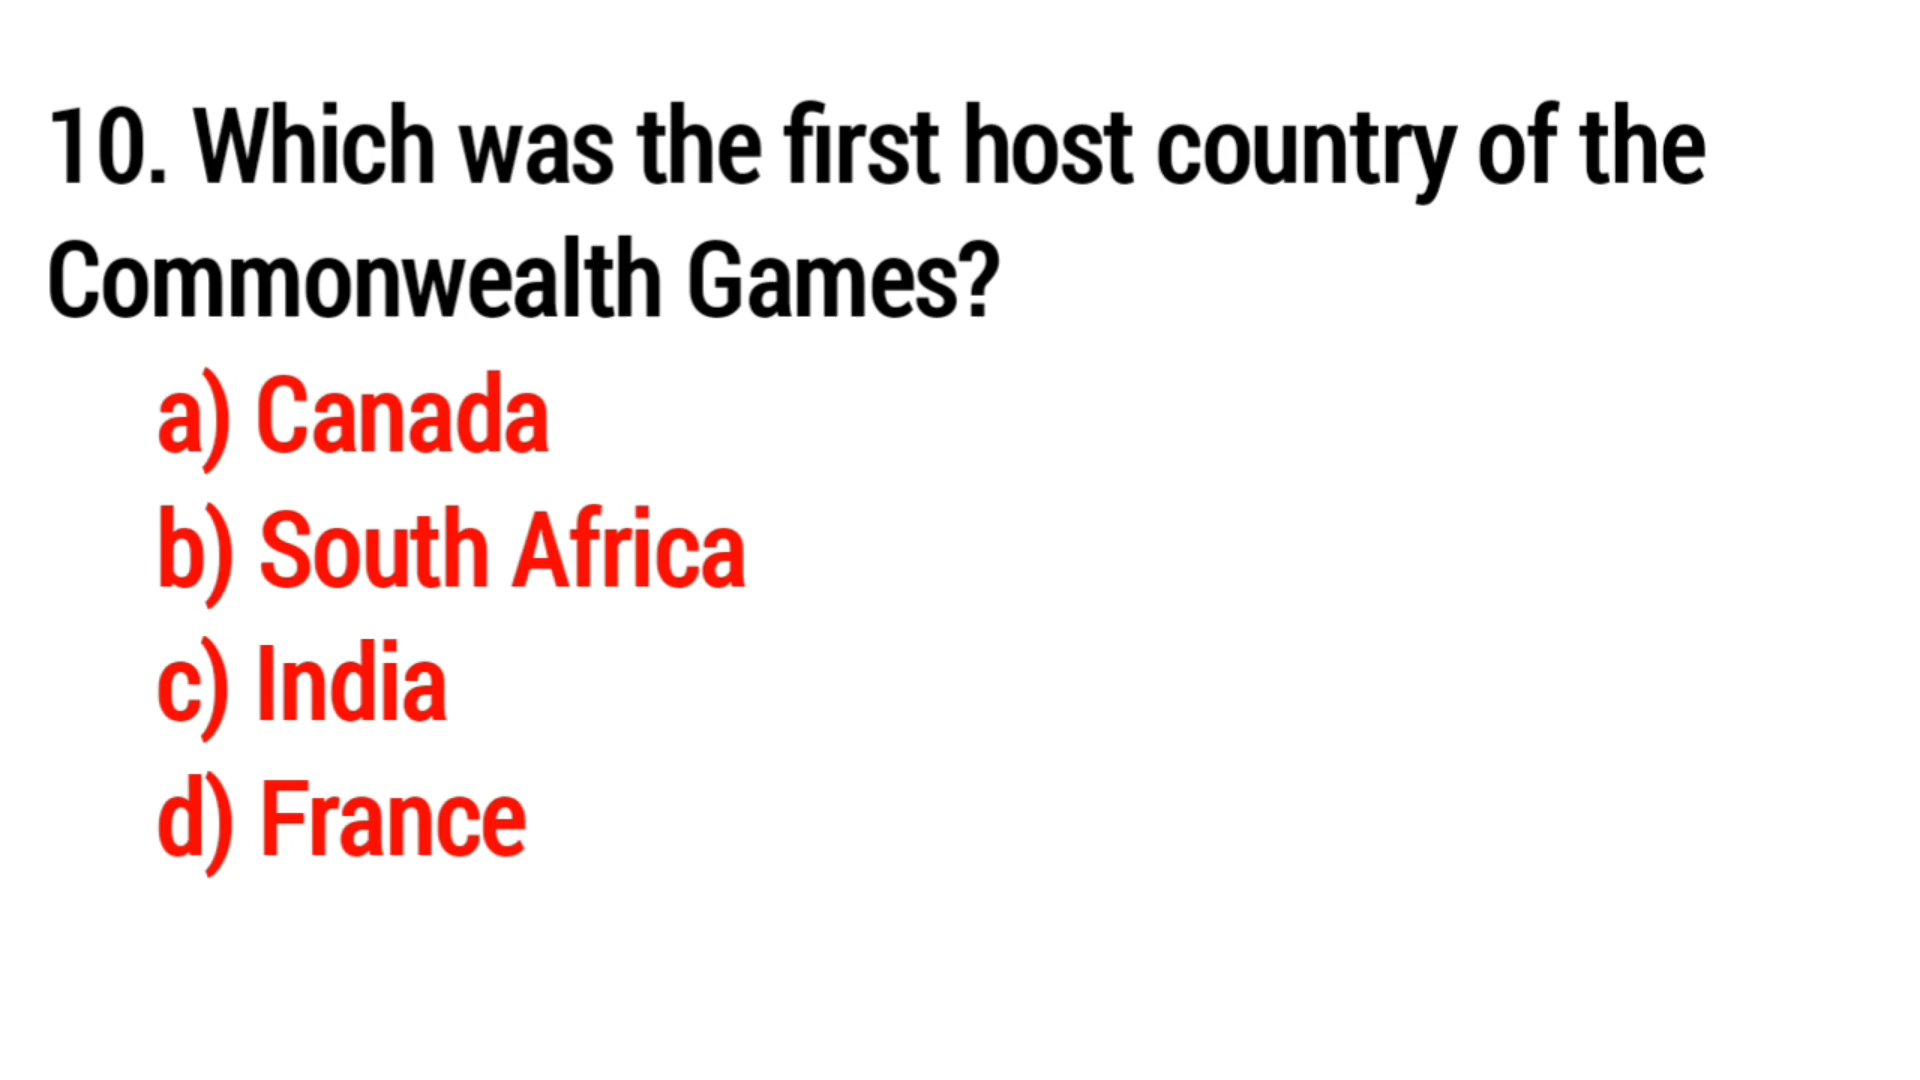 10. Which was the first host country of the
Commonwealth Games?
a) Canada
b) South Africa
c) India
d) France